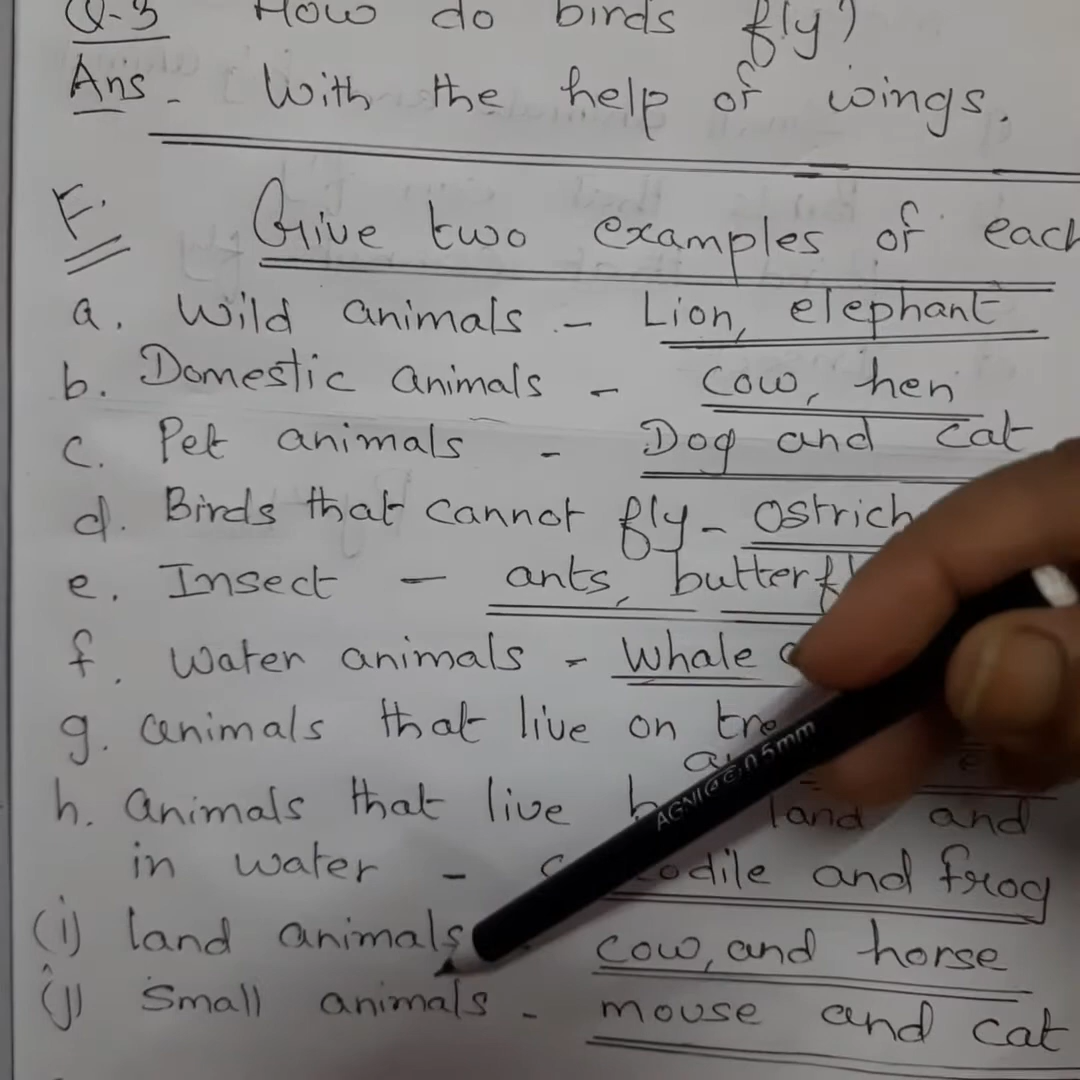 Q-3 How do birds fly?
Ans - With the help of wings.
F. Give two examples of each
a. Wild animals - Lion, elephant
b. Domestic animals - cow, hen
c. Pet animals - Dog and cat
d. Birds that cannot fly - ostrich
e. Insect - ants,
f. Water animals - Whale
g. animals that live on
h. animals that live land and
in water - and frog
(i) land animals - cow, and horse
(j) Small animals - mouse and cat
AGNI 0.5mm